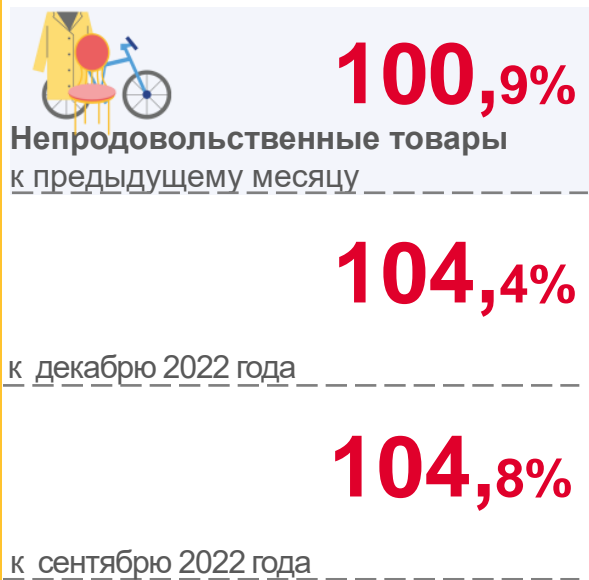 100,9%
Непродовольственные товары
к предыдущему месяцу
104,4%
к декабрю 2022 года
104,8%
к сентябрю 2022 года